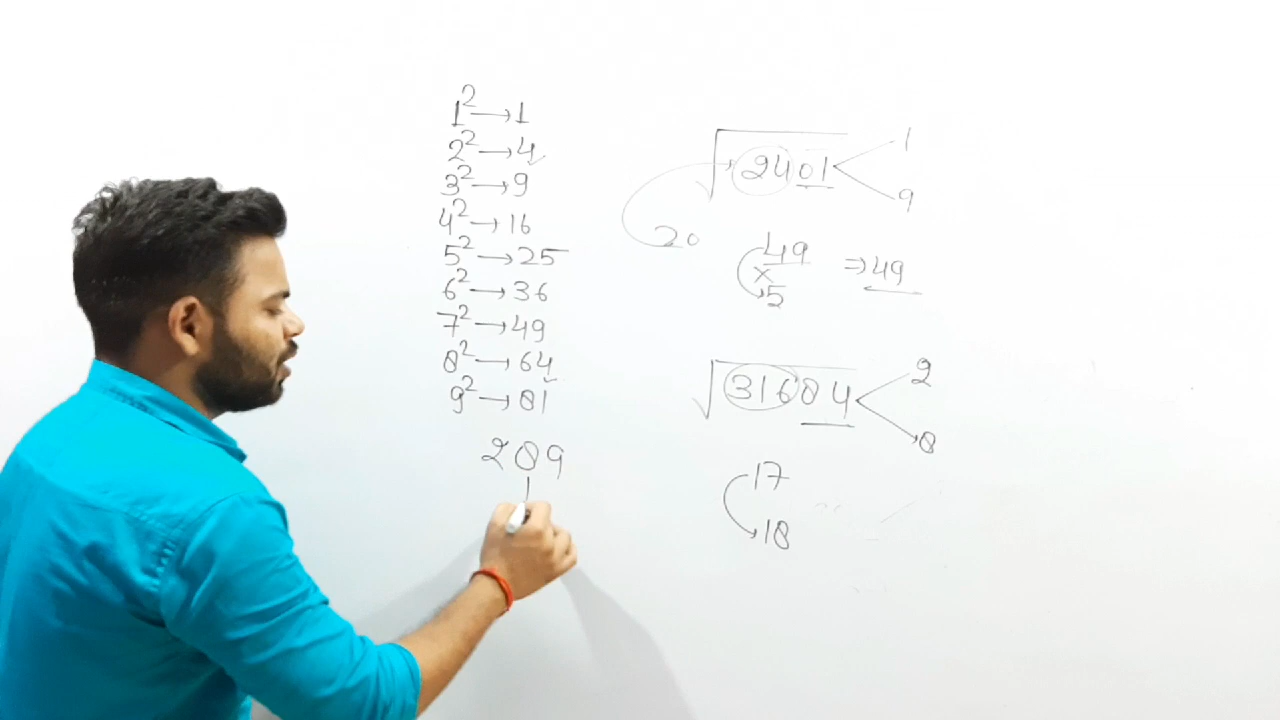 1² → 1
2² → 4
3² → 9
4² → 16
5² → 25
6² → 36
7² → 49
8² → 64
9² → 81
289
√2401 < 1
9
20
49 ⇒ 49
×
5
√31684 < 2
8
17
18